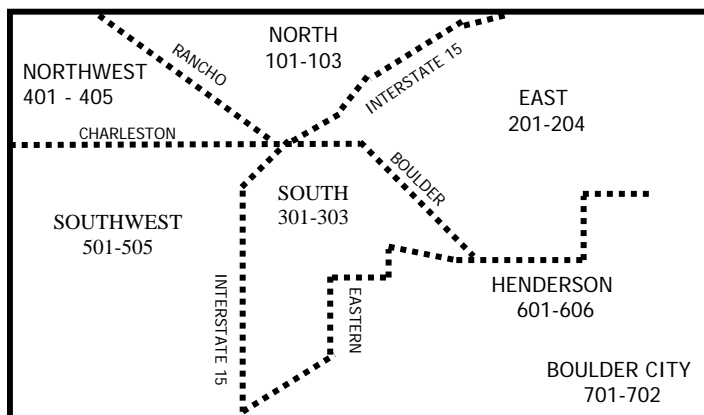 NORTH
101-103
RANCHO
INTERSTATE 15
NORTHWEST
401 - 405
EAST
201-204
CHARLESTON
BOULDER
SOUTH
301-303
SOUTHWEST
501-505
INTERSTATE 15
EASTERN
HENDERSON
601-606
BOULDER CITY
701-702